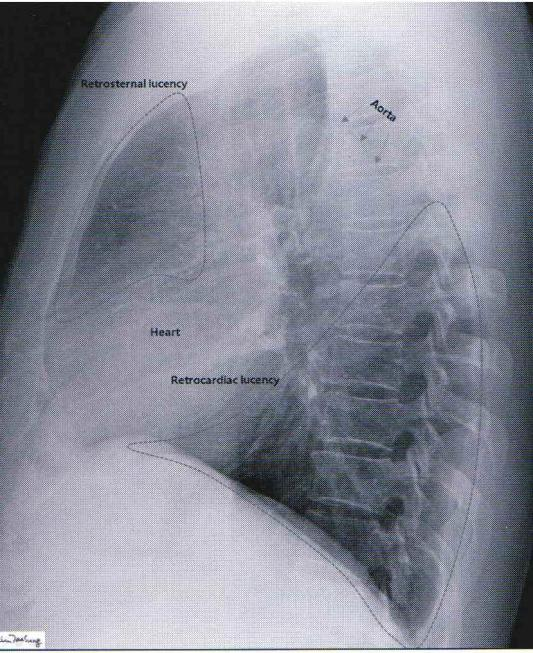 Retrosternal lucency
Aorta
Heart
Retrocardiac lucency